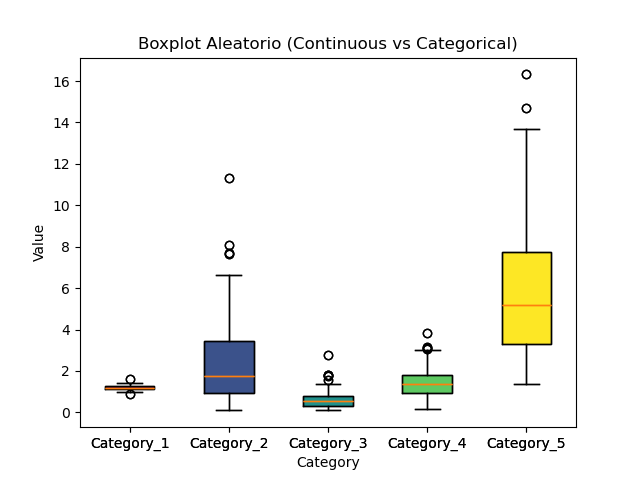 Boxplot Aleatorio (Continuous vs Categorical)
Value
16
14
12
10
8
6
4
2
0
Category_1 Category_2 Category_3 Category_4 Category_5
Category